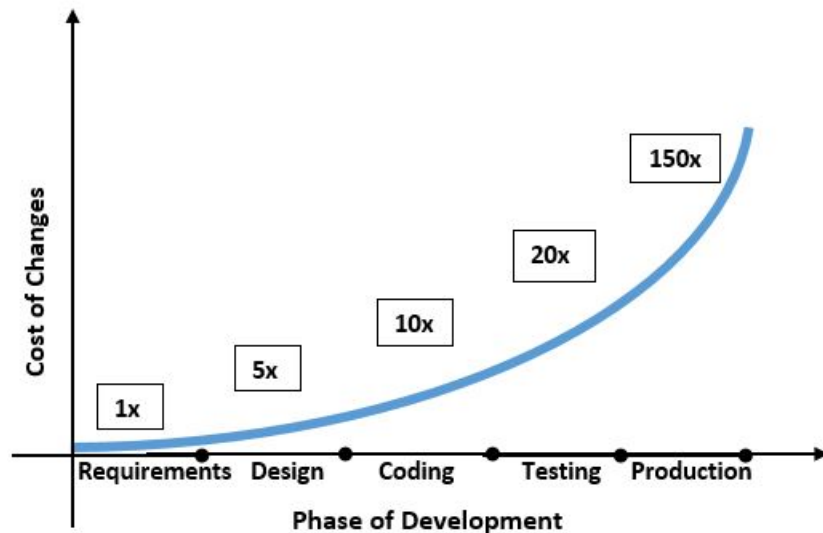 150x
20x
10x
5x
1x
Cost of Changes
Requirements Design Coding Testing Production
Phase of Development